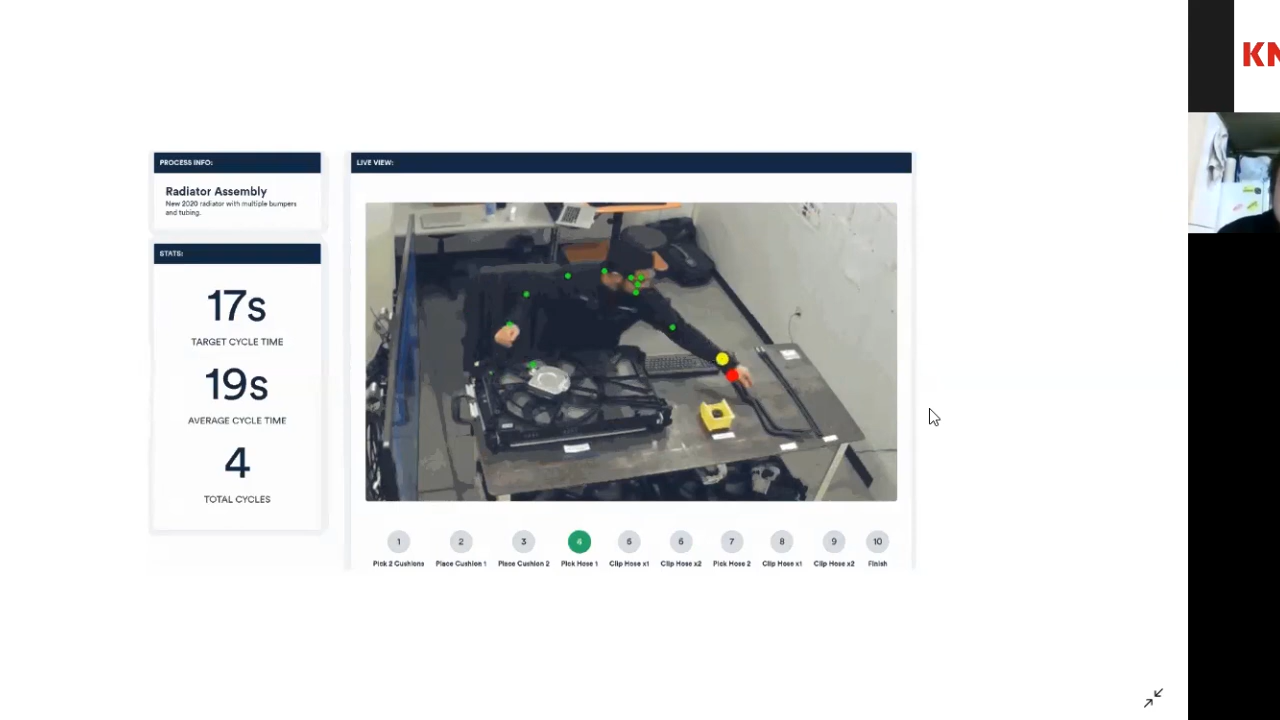 KN
PROCESS INFO:
Radiator Assembly
New 2020 radiator with multiple bumpers
and tubing.
STATS:
17s
TARGET CYCLE TIME
19s
AVERAGE CYCLE TIME
4
TOTAL CYCLES
LIVE VIEW:
1 2 3 4 5 6 7 8 9 10
Pick 2 Cushions Place Cushion 1 Place Cushion 2 Pick Hose 1 Clip Hose x1 Clip Hose x2 Pick Hose 2 Clip Hose x1 Clip Hose x2 Finish